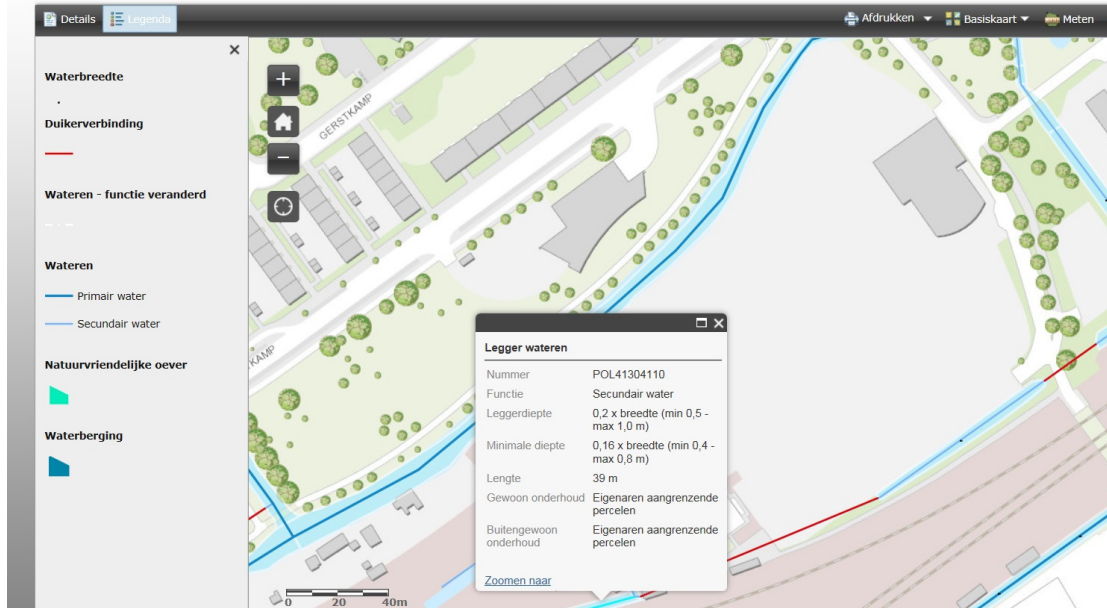 Details Legenda Afdrukken Basiskaart Meten
Waterbreedte
Duikerverbinding
Wateren - functie veranderd
Wateren
Primair water
Secundair water
Natuurvriendelijke oever
Waterberging
GERSTKAMP
KAMP
Legger wateren
Nummer POL41304110
Functie Secundair water
Leggerdiepte 0,2 x breedte (min 0,5 -
max 1,0 m)
Minimale diepte 0,16 x breedte (min 0,4 -
max 0,8 m)
Lengte 39 m
Gewoon onderhoud Eigenaren aangrenzende
percelen
Buitengewoon Eigenaren aangrenzende
onderhoud percelen
Zoomen naar
0 20 40m